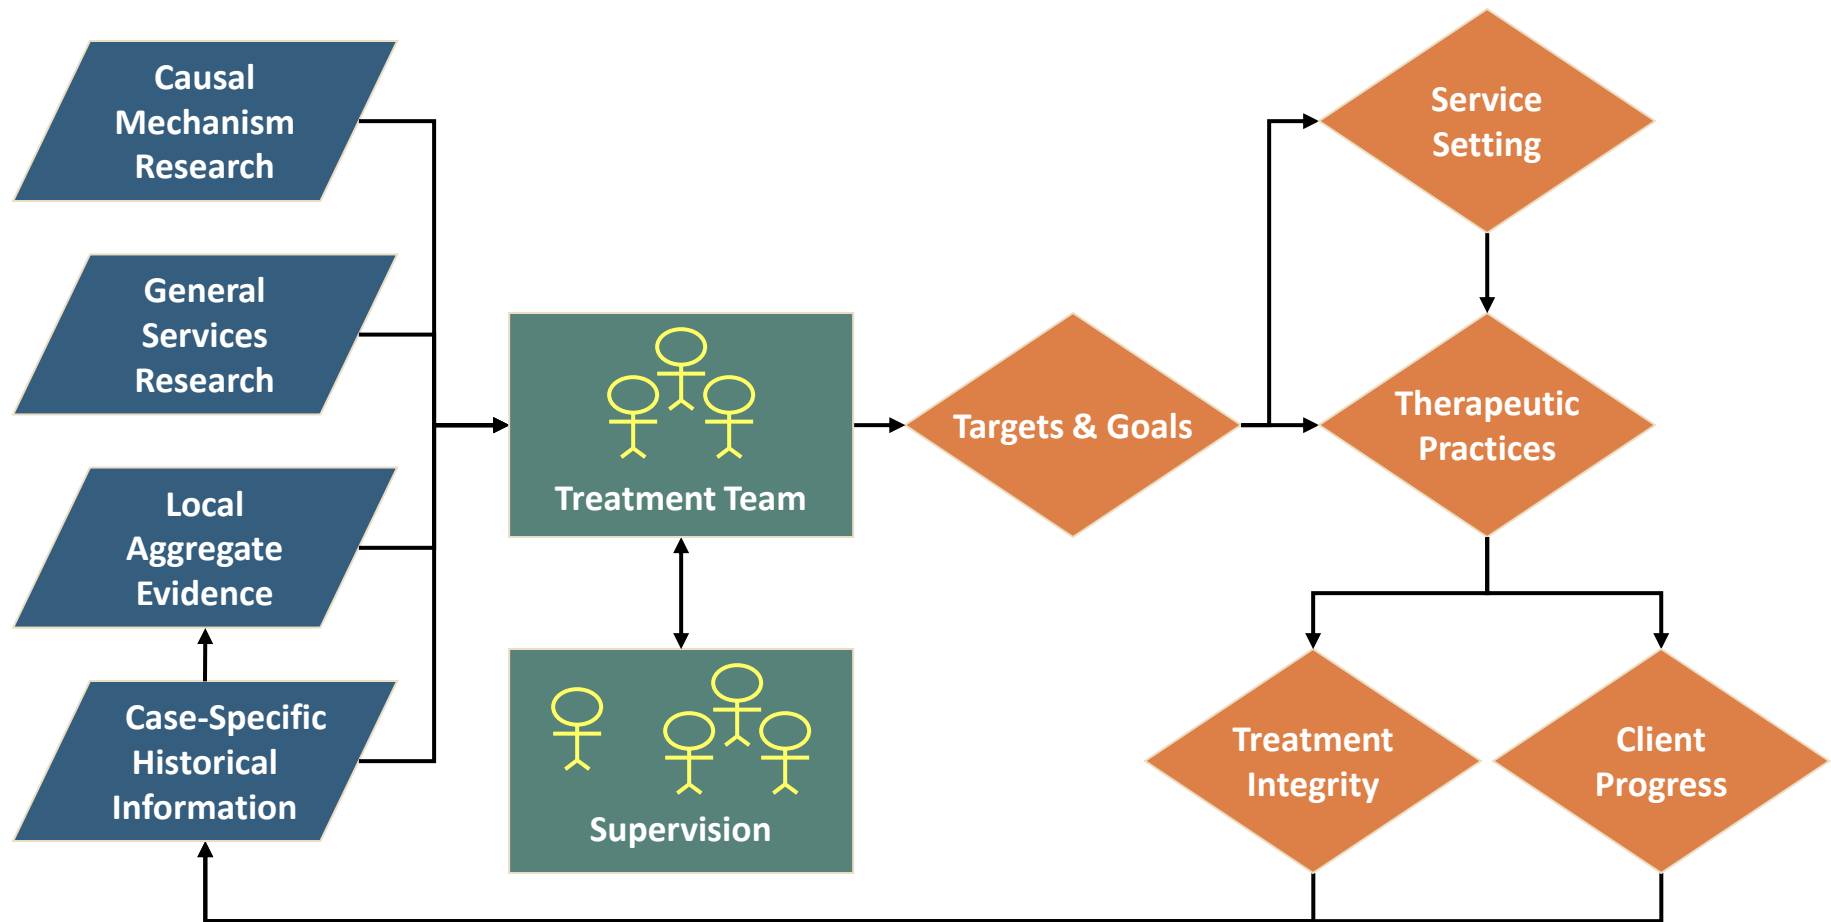 Causal
Mechanism
Research
General
Services
Research
Local
Aggregate
Evidence
Case-Specific
Historical
Information
Treatment Team
Supervision
Targets & Goals
Service
Setting
Therapeutic
Practices
Treatment
Integrity
Client
Progress